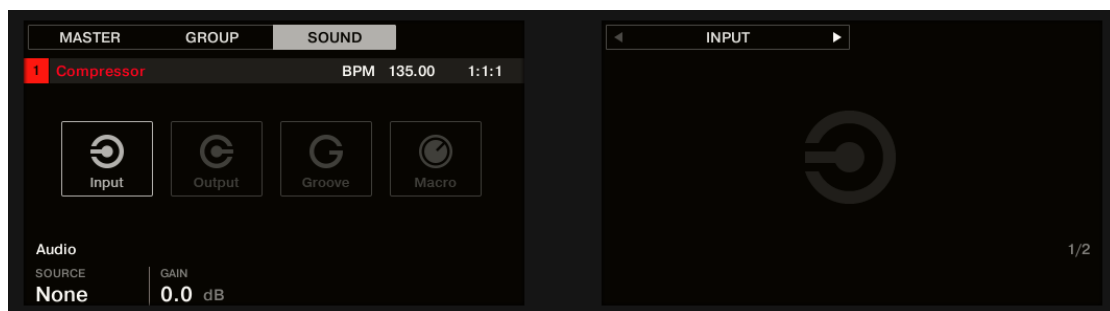 MASTER GROUP SOUND
1 Compressor BPM 135.00 1:1:1
Input Output Groove Macro
Audio
SOURCE GAIN
None 0.0 dB
INPUT
1/2